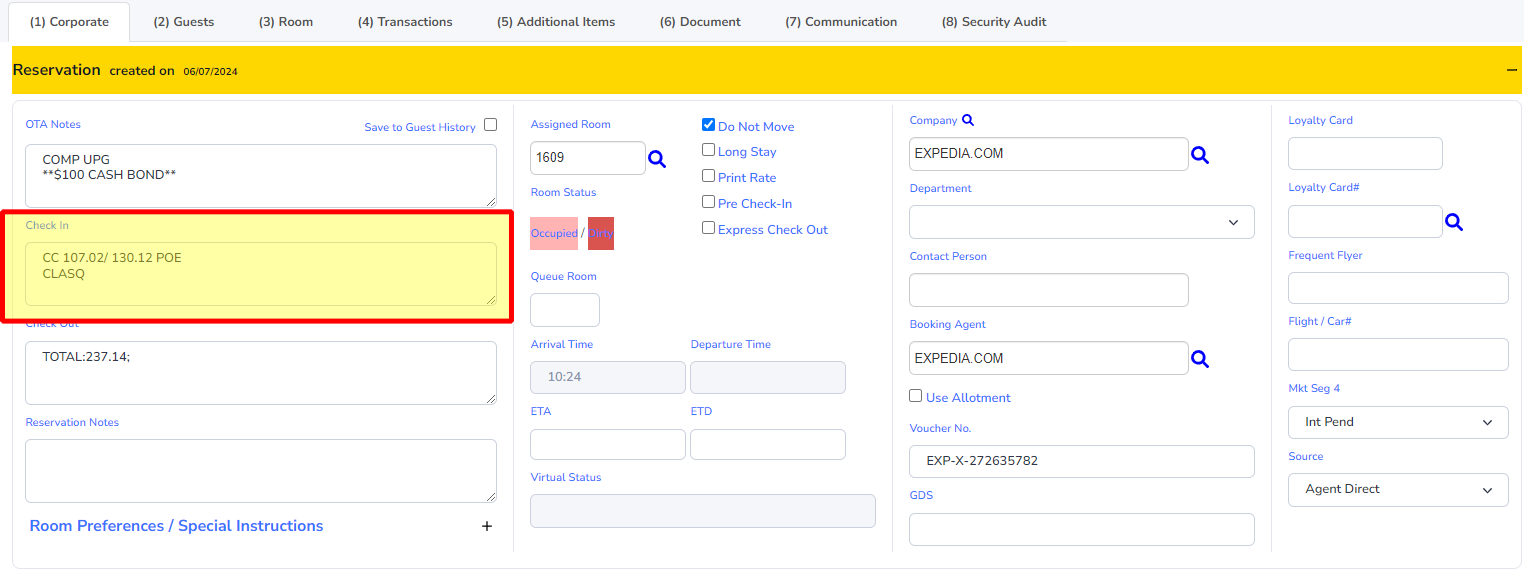 (1) Corporate (2) Guests (3) Room (4) Transactions (5) Additional Items (6) Document (7) Communication (8) Security Audit
Reservation created on 06/07/2024
OTA Notes
Save to Guest History
COMP UPG
**$100 CASH BOND**
Check In
CC 107.02/ 130.12 POE
CLASQ
Check Out
TOTAL:237.14;
Reservation Notes
Room Preferences / Special Instructions +
Assigned Room
1609
Room Status
Occupied / Dirty
Queue Room
Arrival Time Departure Time
10:24
ETA ETD
Virtual Status
Do Not Move
Long Stay
Print Rate
Pre Check-In
Express Check Out
Company
EXPEDIA.COM
Department
Contact Person
Booking Agent
EXPEDIA.COM
Use Allotment
Voucher No.
EXP-X-272635782
GDS
Loyalty Card
Loyalty Card#
Frequent Flyer
Flight / Car#
Mkt Seg 4
Int Pend
Source
Agent Direct